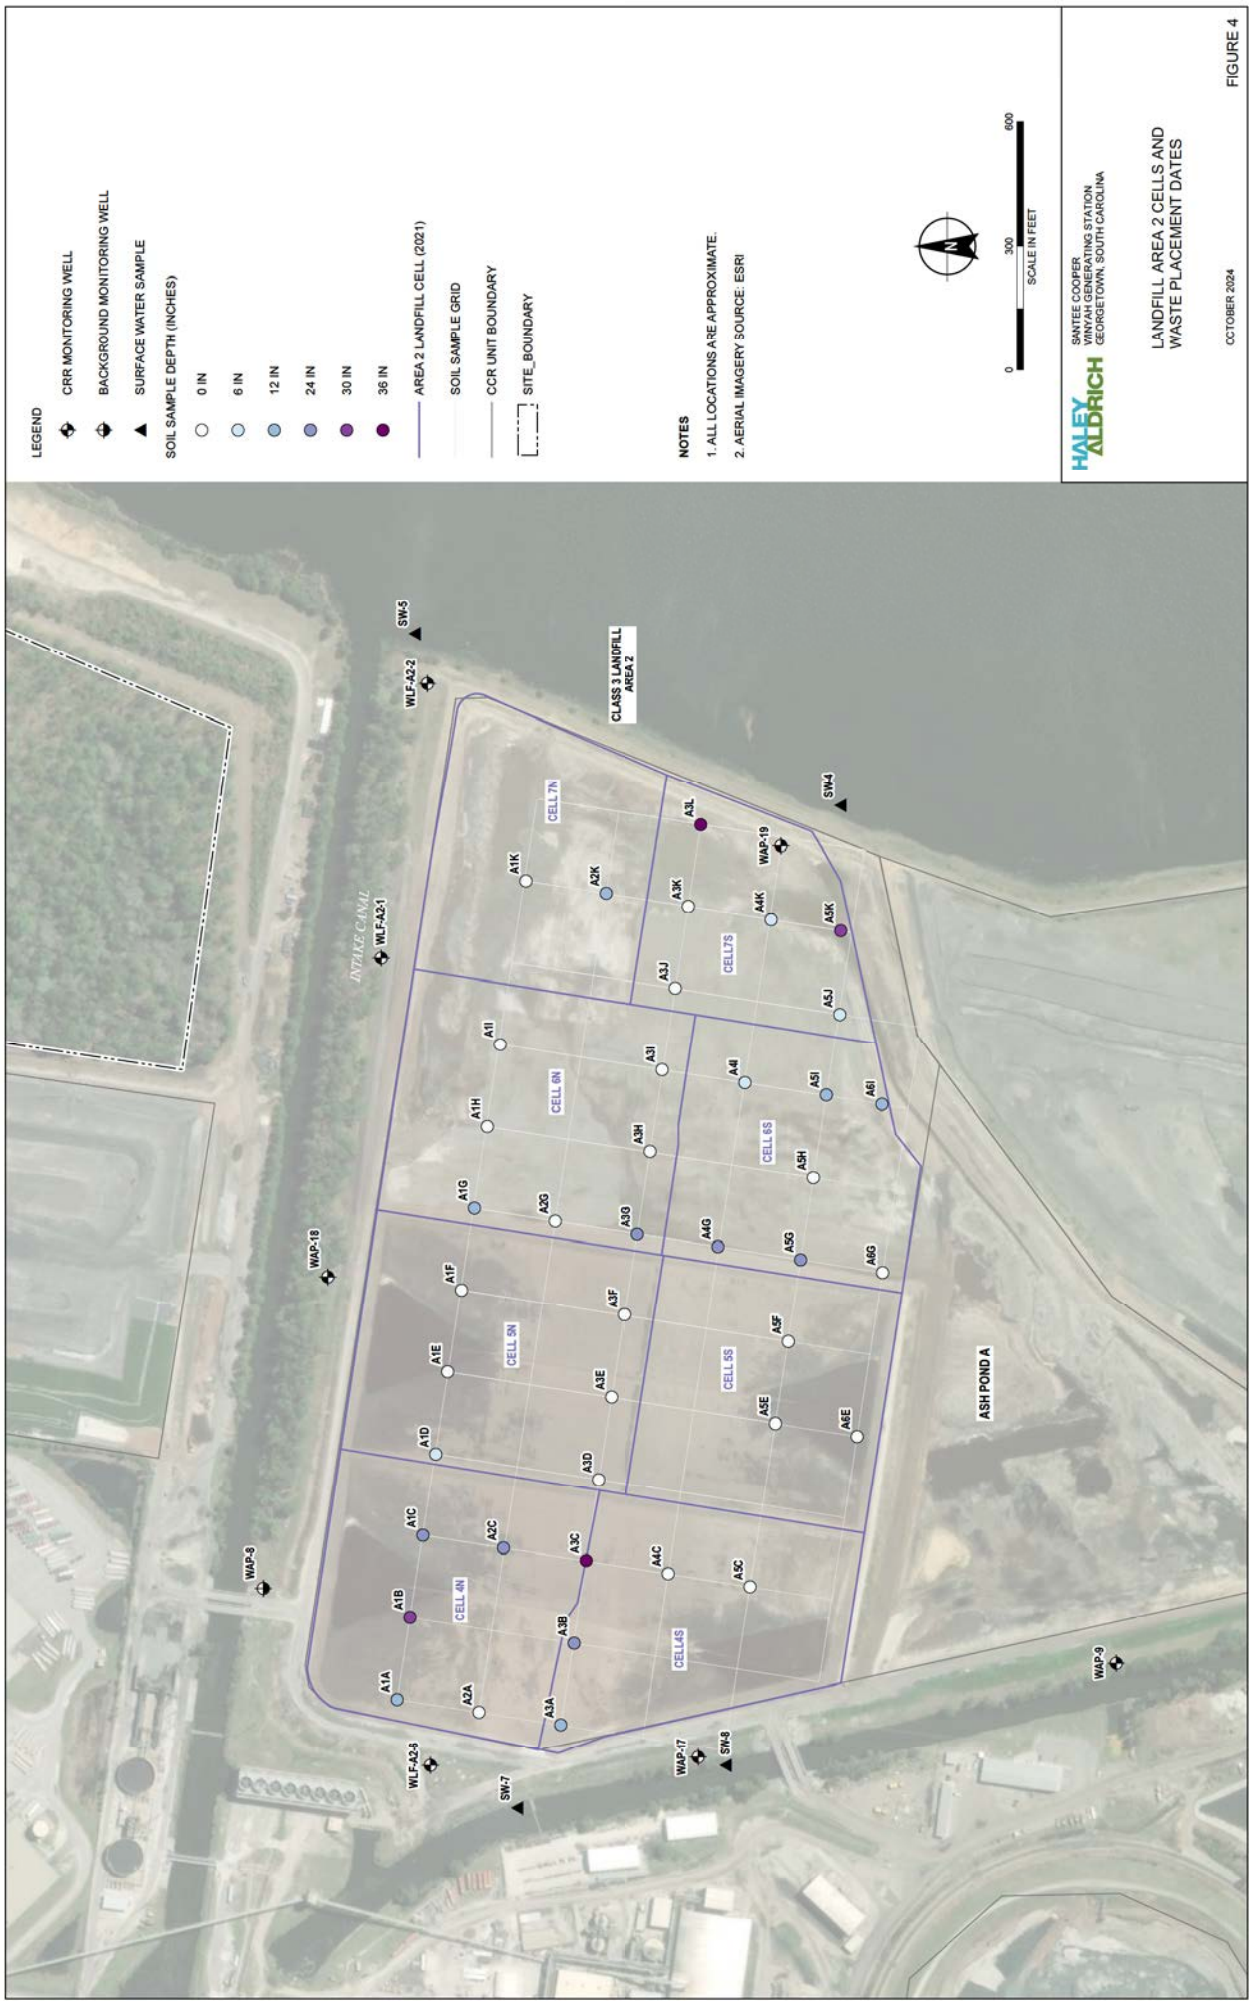 LEGEND
CRR MONITORING WELL
BACKGROUND MONITORING WELL
SURFACE WATER SAMPLE
SOIL SAMPLE DEPTH (INCHES)
0 IN
6 IN
12 IN
24 IN
30 IN
36 IN
AREA 2 LANDFILL CELL (2021)
SOIL SAMPLE GRID
CCR UNIT BOUNDARY
SITE_BOUNDARY
NOTES
1. ALL LOCATIONS ARE APPROXIMATE.
2. AERIAL IMAGERY SOURCE: ESRI
N
0 300 600
SCALE IN FEET
HALEY
ALDRICH
SANTEE COOPER
WINYAH GENERATING STATION
GEORGETOWN, SOUTH CAROLINA
LANDFILL AREA 2 CELLS AND
WASTE PLACEMENT DATES
OCTOBER 2024
FIGURE 4
WAP-8
WAP-18
INTAKE CANAL
WLF-A2-1
WLF-A2-2
SW-5
CLASS 3 LANDFILL
AREA 2
WLF-A2-6
SW-7
WAP-17
SW-8
WAP-9
WAP-19
SW-4
ASH POND A
CELL 4N
CELL4S
CELL 5N
CELL 5S
CELL 6N
CELL 6S
CELL 7N
CELL7S
A1A
A1B
A1C
A1D
A1E
A1F
A1G
A1H
A1I
A1K
A2A
A2C
A2G
A2K
A3A
A3B
A3C
A3D
A3E
A3F
A3G
A3H
A3I
A3J
A3K
A3L
A4C
A4G
A4I
A4K
A5C
A5E
A5F
A5G
A5H
A5I
A5J
A5K
A6E
A6G
A6I